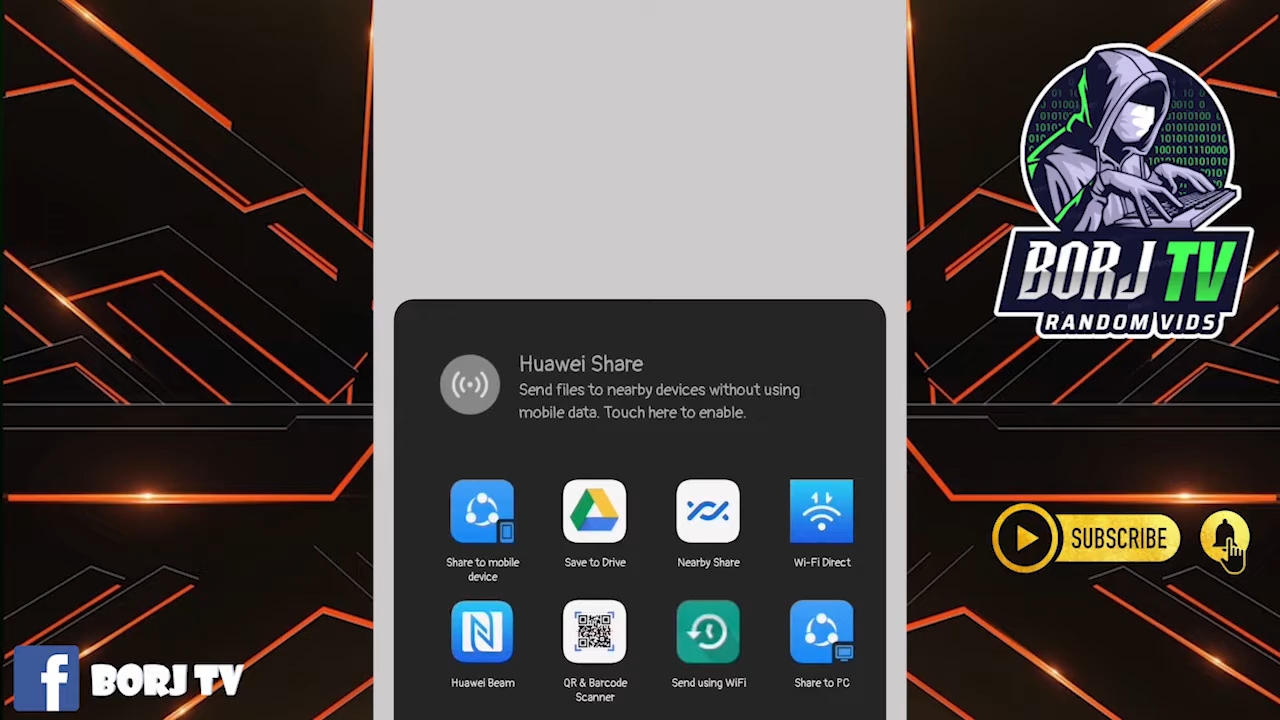 BORJ TV
RANDOM VIDS
Huawei Share
Send files to nearby devices without using
mobile data. Touch here to enable.
Share to mobile
device
Save to Drive
Nearby Share
Wi-Fi Direct
SUBSCRIBE
Huawei Beam
QR & Barcode
Scanner
Send using WiFi
Share to PC
f BORJ TV